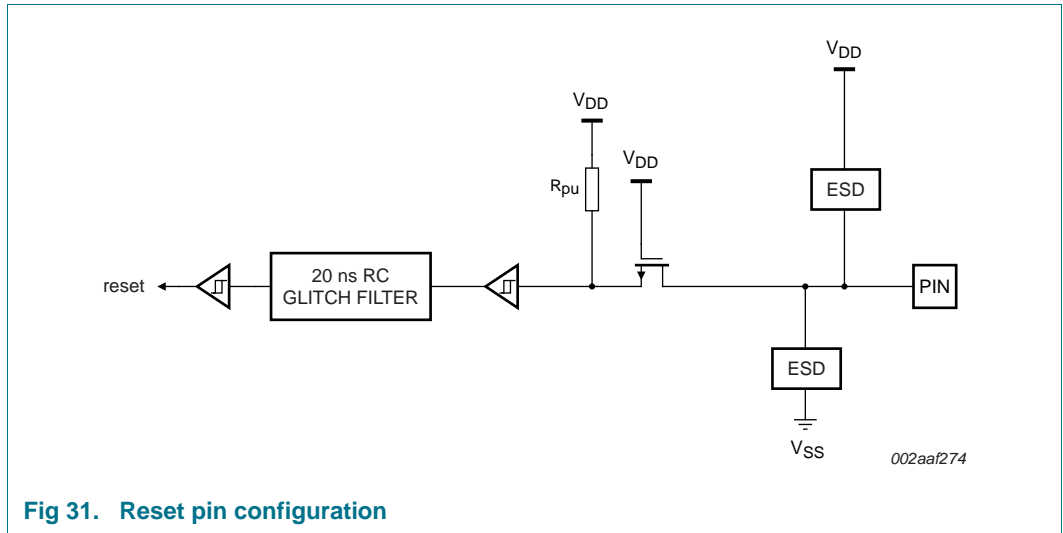 VDD
VDD
VDD
Rpu
ESD
reset
20 ns RC
GLITCH FILTER
PIN
ESD
VSS
002aaf274
Fig 31. Reset pin configuration